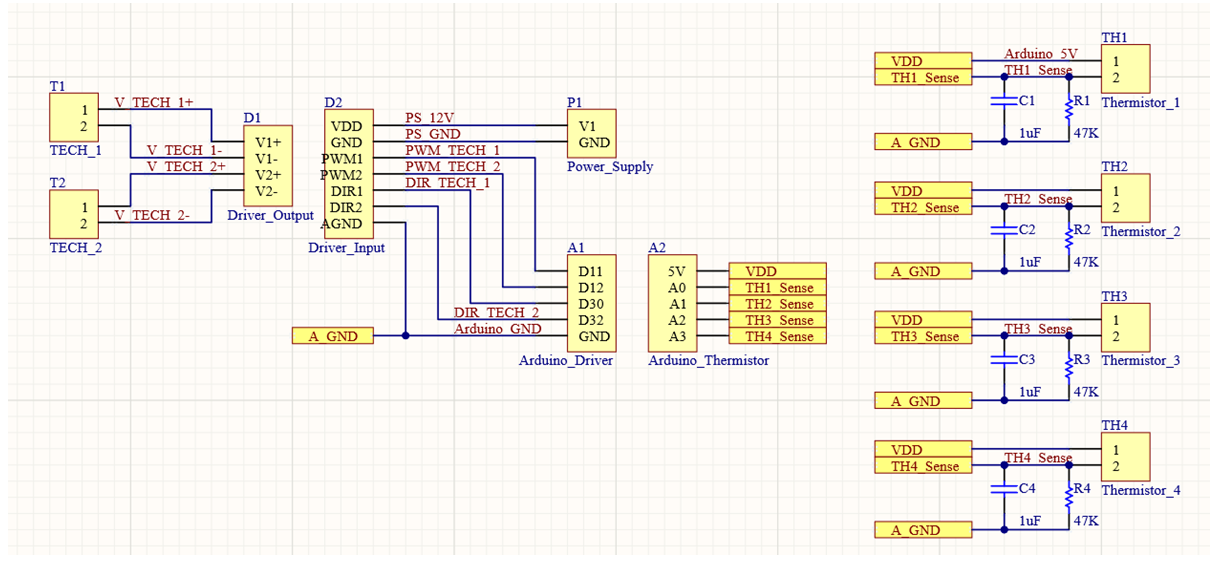 T1
1
2
TECH_1
V_TECH_1+
V_TECH_1-
V_TECH_2+
V_TECH_2-
T2
1
2
TECH_2
D1
V1+
V1-
V2+
V2-
Driver_Output
D2
VDD
GND
PWM1
PWM2
DIR1
DIR2
AGND
Driver_Input
PS_12V
PS_GND
PWM_TECH_1
PWM_TECH_2
DIR_TECH_1
DIR_TECH_2
Arduino_GND
A_GND
P1
V1
GND
Power_Supply
A1
D11
D12
D30
D32
GND
Arduino_Driver
A2
5V
A0
A1
A2
A3
VDD
TH1_Sense
TH2_Sense
TH3_Sense
TH4_Sense
Arduino_Thermistor
VDD
TH1_Sense
A_GND
Arduino_5V
TH1_Sense
C1
1uF
R1
47K
TH1
1
2
Thermistor_1
VDD
TH2_Sense
A_GND
TH2_Sense
C2
1uF
R2
47K
TH2
1
2
Thermistor_2
VDD
TH3_Sense
A_GND
TH3_Sense
C3
1uF
R3
47K
TH3
1
2
Thermistor_3
VDD
TH4_Sense
A_GND
TH4_Sense
C4
1uF
R4
47K
TH4
1
2
Thermistor_4